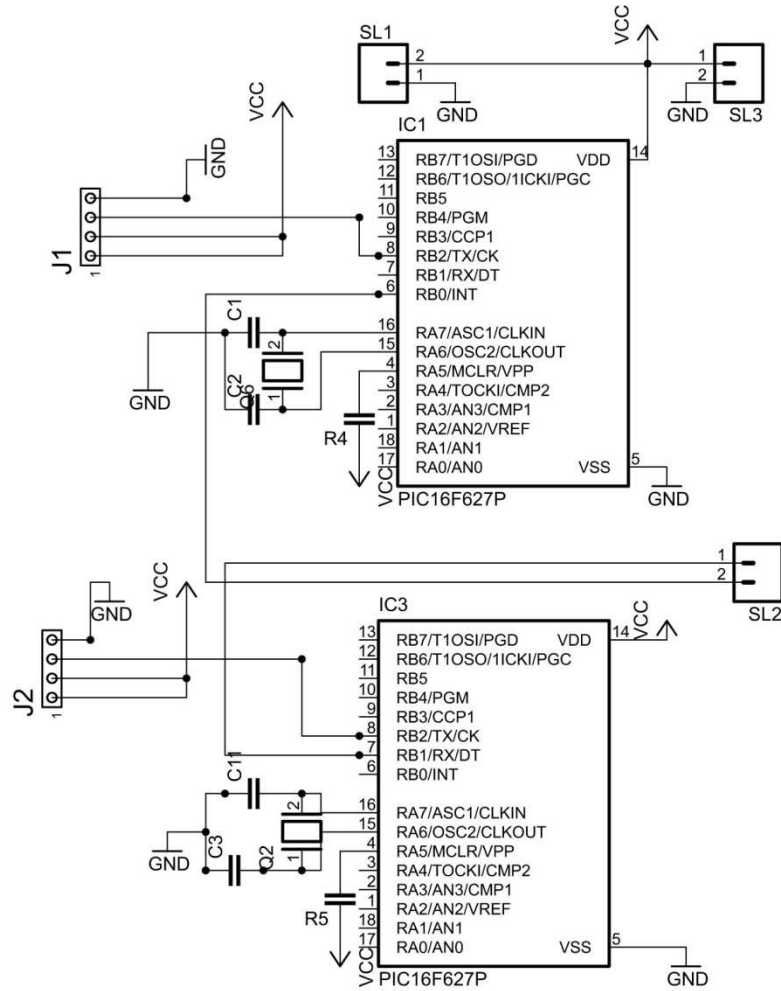 SL1
VCC
2
1
GND
1
2
GND
SL3
VCC
GND
J1
1
IC1
13 RB7/T1OSI/PGD VDD 14
12 RB6/T1OSO/1ICKI/PGC
11 RB5
10 RB4/PGM
9 RB3/CCP1
8 RB2/TX/CK
7 RB1/RX/DT
6 RB0/INT
16 RA7/ASC1/CLKIN
15 RA6/OSC2/CLKOUT
4 RA5/MCLR/VPP
3 RA4/TOCKI/CMP2
2 RA3/AN3/CMP1
1 RA2/AN2/VREF
18 RA1/AN1
17 RA0/AN0 VSS 5
PIC16F627P
GND
C1
2
C2
Q6
1
GND
R4
VCC
1
2
SL2
VCC
GND
J2
1
IC3
VCC
13 RB7/T1OSI/PGD VDD 14
12 RB6/T1OSO/1ICKI/PGC
11 RB5
10 RB4/PGM
9 RB3/CCP1
8 RB2/TX/CK
7 RB1/RX/DT
6 RB0/INT
16 RA7/ASC1/CLKIN
15 RA6/OSC2/CLKOUT
4 RA5/MCLR/VPP
3 RA4/TOCKI/CMP2
2 RA3/AN3/CMP1
1 RA2/AN2/VREF
18 RA1/AN1
17 RA0/AN0 VSS 5
PIC16F627P
GND
C11
2
C3
Q2
1
GND
R5
VCC